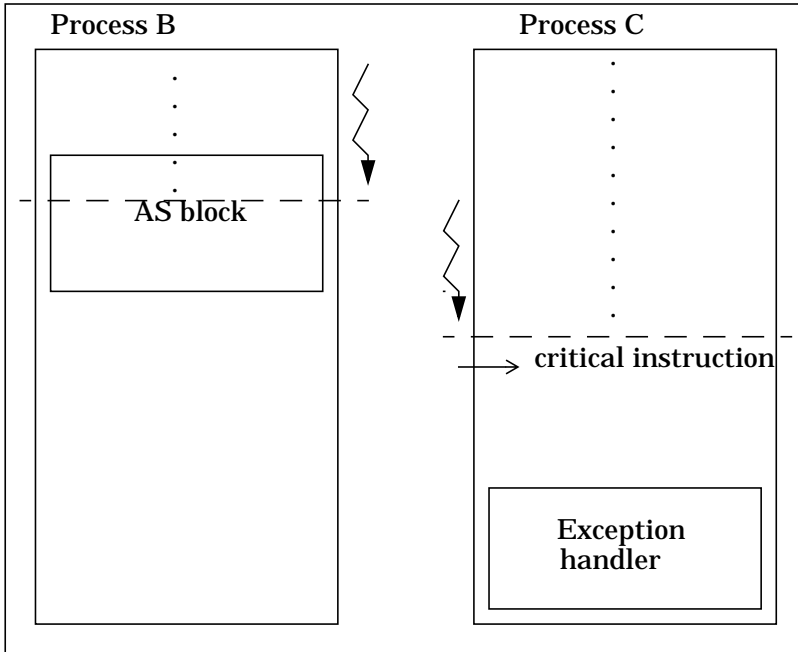 Process B
Process C
AS block
critical instruction
Exception
handler